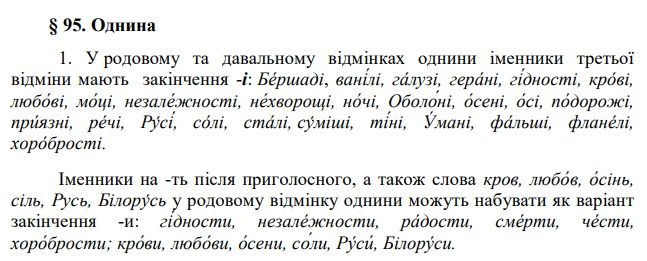 § 95. Однина
1. У родовому та давальному відмінках однини іменники третьої
відміни мають закінчення -і: Бе́ршаді, вані́лі, га́лузі, гера́ні, гі́дності, кро́ві,
любо́ві, мо́ці, незале́жності, не́хворощі, но́чі, Оболо́ні, о́сені, о́сі, по́дорожі,
при́язні, ре́чі, Ру́сі́, со́лі, ста́лі, су́міші, ті́ні, У́мані, фа́льші, флане́лі,
хоро́брості.
Іменники на -ть після приголосного, а також слова кров, любо́в, о́сінь,
сіль, Русь, Білору́сь у родовому відмінку однини можуть набувати як варіант
закінчення -и: гі́дности, незале́жности, ра́дости, сме́рти, че́сти,
хоро́брости; кро́ви, любо́ви, о́сени, со́ли, Ру́си́, Білору́си.